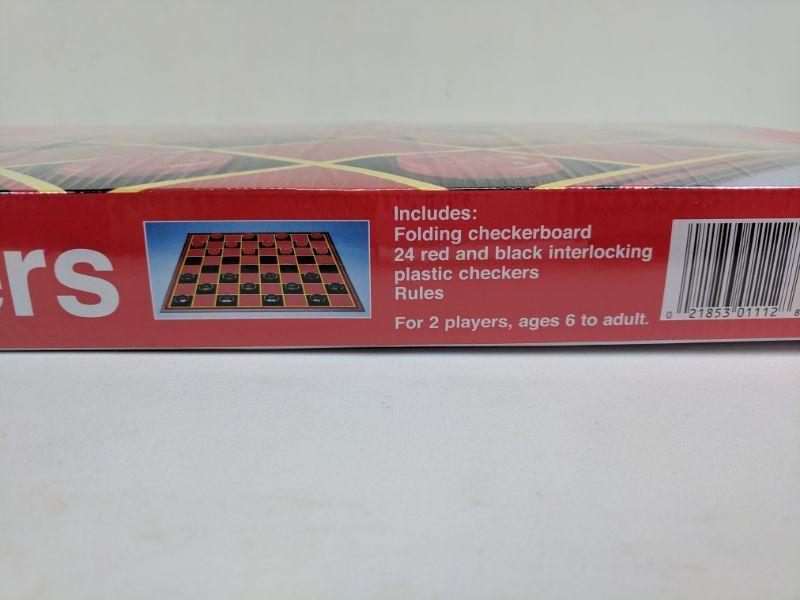 ers
Includes:
Folding checkerboard
24 red and black interlocking
plastic checkers
Rules
For 2 players, ages 6 to adult.
0 21853 01112 8